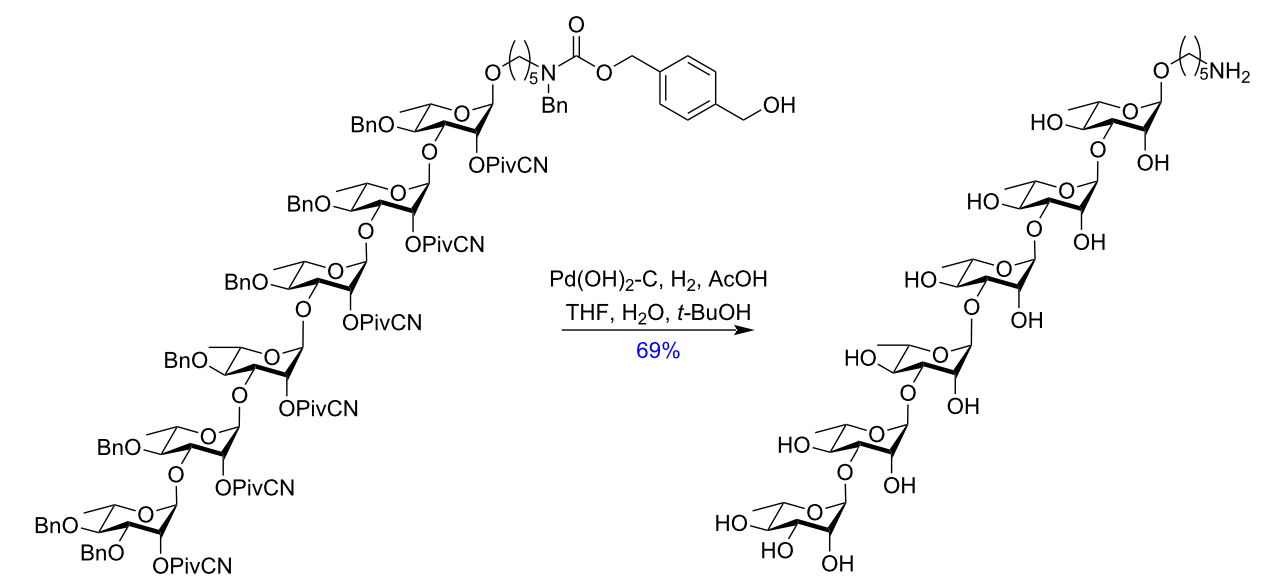 O
O ( )5 N O
Bn
OH
O
BnO
O
OPivCN
O
BnO
O
OPivCN
O
BnO
O
OPivCN
O
BnO
O
OPivCN
O
BnO
O
OPivCN
O
BnO
BnO
OPivCN
Pd(OH)2-C, H2, AcOH
THF, H2O, t-BuOH
69%
O ( )5NH2
O
HO
O
OH
O
HO
O
OH
O
HO
O
OH
O
HO
O
OH
O
HO
O
OH
O
HO
HO
OH